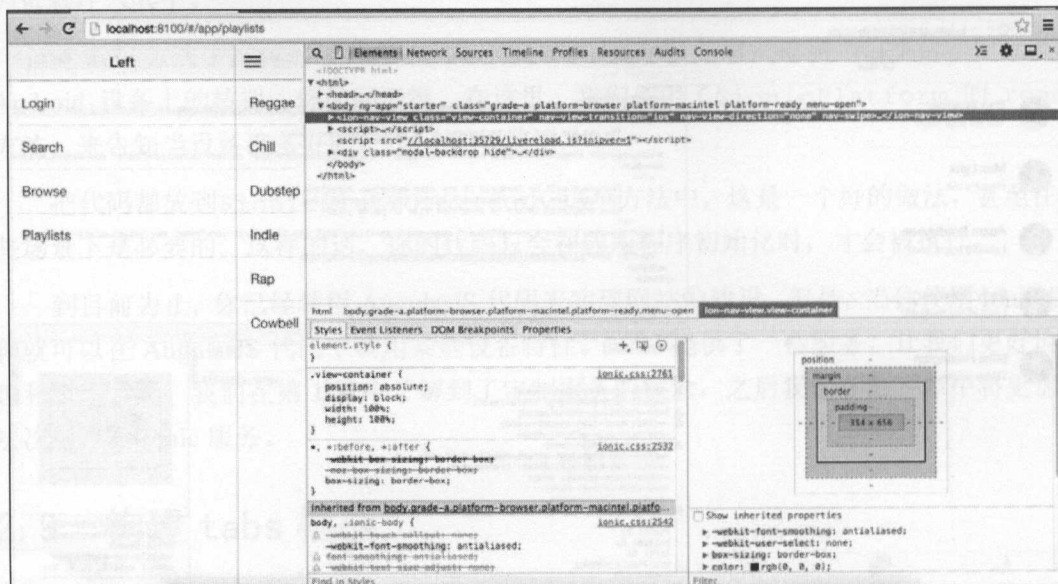 localhost:8100/#/app/playlists
Left
Login
Search
Browse
Playlists
Reggae
Chill
Dubstep
Indie
Rap
Cowbell
Elements Network Sources Timeline Profiles Resources Audits Console
<!DOCTYPE html>
▼<html>
▶<head>…</head>
▼<body ng-app="starter" class="grade-a platform-browser platform-macintel platform-ready menu-open">
▶<ion-nav-view class="view-container" nav-view-transition="ios" nav-view-direction="none" nav-swipe>…</ion-nav-view>
▶<script>…</script>
<script src="//localhost:35729/livereload.js?snipver=1"></script>
▶<div class="modal-backdrop hide">…</div>
</body>
</html>
html body.grade-a.platform-browser.platform-macintel.platform-ready.menu-open ion-nav-view.view-container
Styles Event Listeners DOM Breakpoints Properties
element.style {
}
.view-container { ionic.css:2761
position: absolute;
display: block;
width: 100%;
height: 100%;
}
*, *:before, *:after { ionic.css:2532
-webkit-box-sizing: border-box;
-moz-box-sizing: border-box;
box-sizing: border-box;
}
Inherited from body.grade-a.platform-browser.platform-macintel.platfo
body, .ionic-body { ionic.css:2542
-webkit-touch-callout: none;
-webkit-font-smoothing: antialiased;
font-smoothing: antialiased;
-webkit-text-size-adjust: none;
Find in Styles
position
margin
border
padding
354 x 656
Show inherited properties
▶ -webkit-font-smoothing: antialiased;
▶ -webkit-user-select: none;
▶ box-sizing: border-box;
▶ color: rgb(0, 0, 0);
Filter